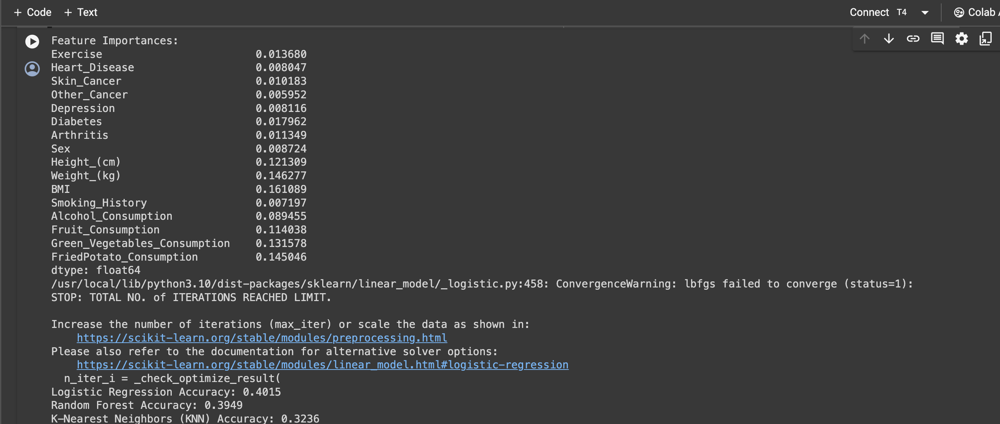 + Code + Text Connect T4 Colab
Feature Importances:
Exercise 0.013680
Heart_Disease 0.008047
Skin_Cancer 0.010183
Other_Cancer 0.005952
Depression 0.008116
Diabetes 0.017962
Arthritis 0.011349
Sex 0.008724
Height_(cm) 0.121309
Weight_(kg) 0.146277
BMI 0.161089
Smoking_History 0.007197
Alcohol_Consumption 0.089455
Fruit_Consumption 0.114038
Green_Vegetables_Consumption 0.131578
FriedPotato_Consumption 0.145046
dtype: float64
/usr/local/lib/python3.10/dist-packages/sklearn/linear_model/_logistic.py:458: ConvergenceWarning: lbfgs failed to converge (status=1):
STOP: TOTAL NO. of ITERATIONS REACHED LIMIT.
Increase the number of iterations (max_iter) or scale the data as shown in:
https://scikit-learn.org/stable/modules/preprocessing.html
Please also refer to the documentation for alternative solver options:
https://scikit-learn.org/stable/modules/linear_model.html#logistic-regression
n_iter_i = _check_optimize_result(
Logistic Regression Accuracy: 0.4015
Random Forest Accuracy: 0.3949
K-Nearest Neighbors (KNN) Accuracy: 0.3236